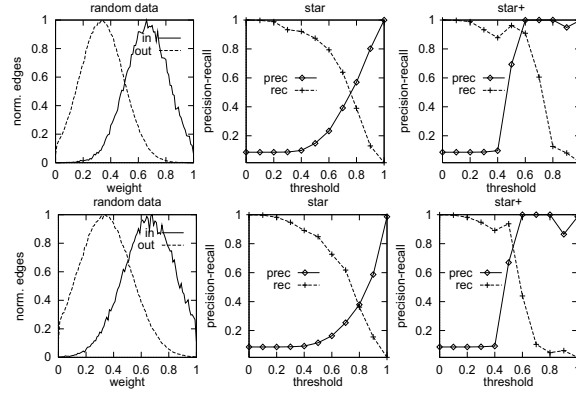 random data
norm. edges
1
0.8
0.6
0.4
0.2
0
in
out
0 0.2 0.4 0.6 0.8 1
weight
star
precision-recall
1
0.8
0.6
0.4
0.2
prec
rec
0 0.2 0.4 0.6 0.8 1
threshold
star+
precision-recall
1
0.8
0.6
0.4
0.2
prec
rec
0 0.2 0.4 0.6 0.8 1
threshold
random data
norm. edges
1
0.8
0.6
0.4
0.2
0
in
out
0 0.2 0.4 0.6 0.8 1
weight
star
precision-recall
1
0.8
0.6
0.4
0.2
prec
rec
0 0.2 0.4 0.6 0.8 1
threshold
star+
precision-recall
1
0.8
0.6
0.4
0.2
prec
rec
0 0.2 0.4 0.6 0.8 1
threshold